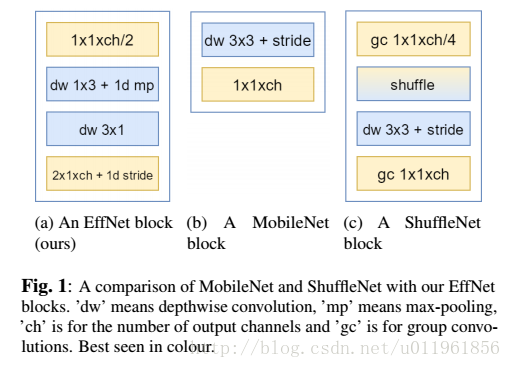 1x1xch/2
dw 1x3 + 1d mp
dw 3x1
2x1xch + 1d stride
dw 3x3 + stride
1x1xch
gc 1x1xch/4
shuffle
dw 3x3 + stride
gc 1x1xch
(a) An EffNet block
(ours)
(b) A MobileNet
block
(c) A ShuffleNet
block
Fig. 1: A comparison of MobileNet and ShuffleNet with our EffNet
blocks. 'dw' means depthwise convolution, 'mp' means max-pooling,
'ch' is for the number of output channels and 'gc' is for group convo-
lutions. Best seen in colour.
http://blog.csdn.net/u011961856